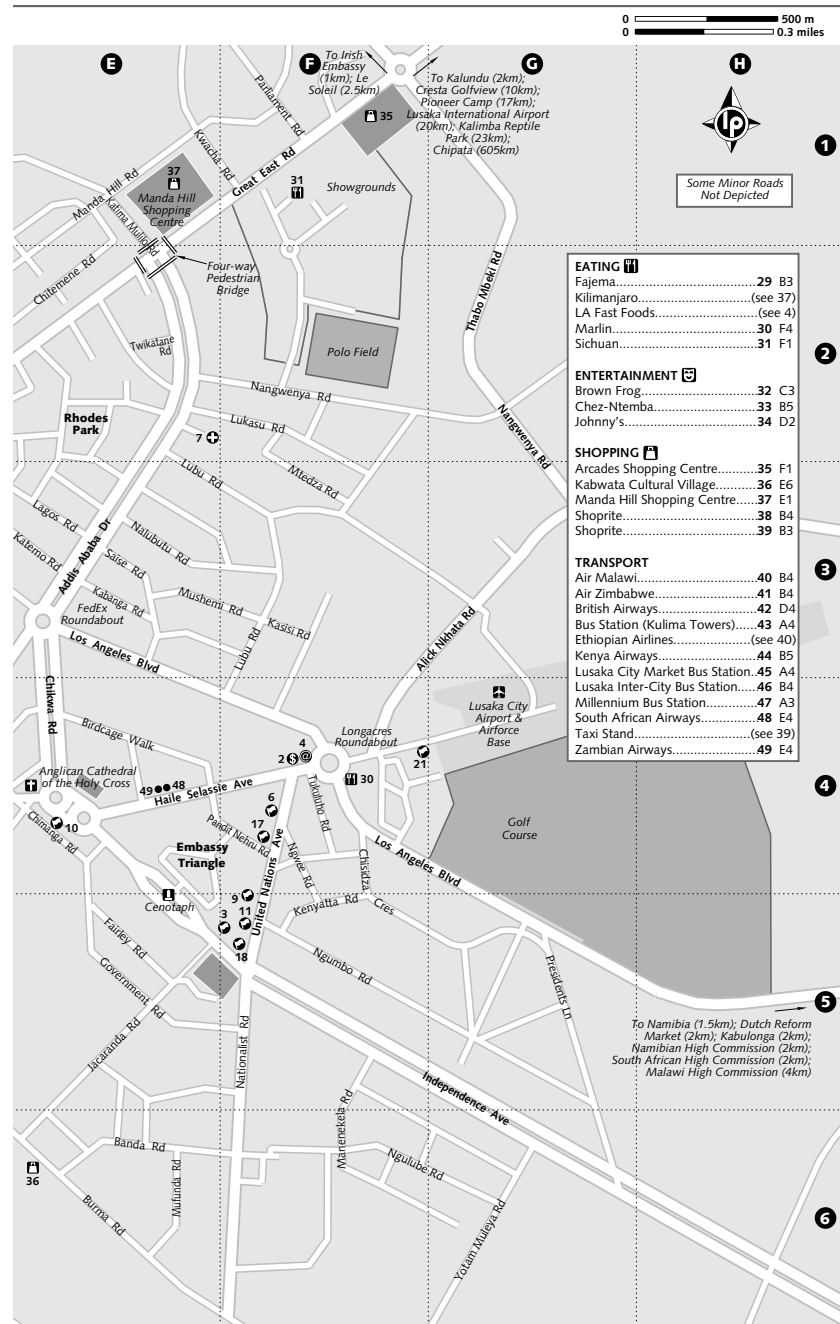 0 500 m
0 0.3 miles
E
F
G
H
1
2
3
4
5
6
lp
Some Minor Roads
Not Depicted
To Irish
Embassy
(1km); Le
Soleil (2.5km)
To Kalundu (2km);
Cresta Golfview (10km);
Pioneer Camp (17km);
Lusaka International Airport
(20km); Kalimba Reptile
Park (23km);
Chipata (605km)
35
Parliament Rd
Kwacha Rd
Great East Rd
37
Manda Hill
Shopping
Centre
Manda Hill Rd
Katima Mulilo Rd
31
Showgrounds
Chitemene Rd
Four-way
Pedestrian
Bridge
Thabo Mbeki Rd
Twikatane
Rd
Polo Field
Nangwenya Rd
Nangwenya Rd
Rhodes
Park
Lukasu Rd
7
Lubu Rd
Mtedza Rd
Lagos Rd
Addis Ababa Dr
Nalubutu Rd
Katemo Rd
Saise Rd
Kabanga Rd
Mushemi Rd
Kasisi Rd
FedEx
Roundabout
Lubu Rd
Alick Nkhata Rd
Los Angeles Blvd
Chikwa Rd
Birdcage Walk
Lusaka City
Airport &
Airforce
Base
Longacres
Roundabout
4
@
2 $
21
30
Anglican Cathedral
of the Holy Cross
49 48
Haile Selassie Ave
Tukuluho Rd
6
17
10
Chimanga Rd
Pandit Nehru Rd
Embassy
Triangle
United Nations Ave
Ngwee Rd
Chisidza
Cres
Los Angeles Blvd
Golf
Course
Cenotaph
9
11
3
18
Kenyatta Rd
Fairley Rd
Government Rd
Ngumbo Rd
Presidents Ln
Jacaranda Rd
Nationalist Rd
To Namibia (1.5km); Dutch Reform
Market (2km); Kabulonga (2km);
Namibian High Commission (2km);
South African High Commission (2km);
Malawi High Commission (4km)
Independence Ave
Manenekela Rd
Banda Rd
Ngulube Rd
Mufunda Rd
36
Burma Rd
Yotam Muleya Rd
EATING
Fajema 29 B3
Kilimanjaro (see 37)
LA Fast Foods (see 4)
Marlin 30 F4
Sichuan 31 F1
ENTERTAINMENT
Brown Frog 32 C3
Chez-Ntemba 33 B5
Johnny's 34 D2
SHOPPING
Arcades Shopping Centre 35 F1
Kabwata Cultural Village 36 E6
Manda Hill Shopping Centre 37 E1
Shoprite 38 B4
Shoprite 39 B3
TRANSPORT
Air Malawi 40 B4
Air Zimbabwe 41 B4
British Airways 42 D4
Bus Station (Kulima Towers) 43 A4
Ethiopian Airlines (see 40)
Kenya Airways 44 B5
Lusaka City Market Bus Station 45 A4
Lusaka Inter-City Bus Station 46 B4
Millennium Bus Station 47 A3
South African Airways 48 E4
Taxi Stand (see 39)
Zambian Airways 49 E4